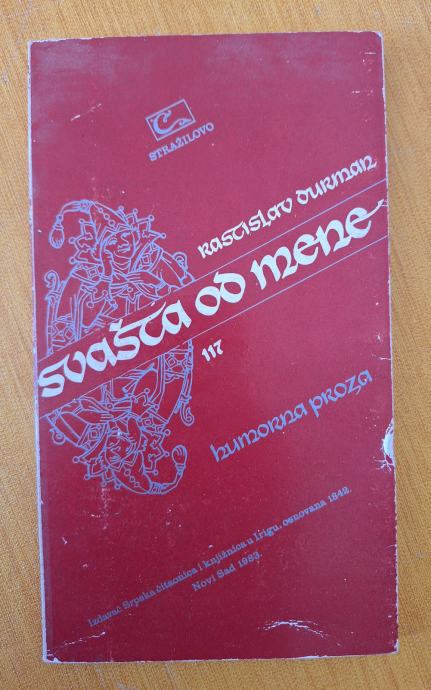 STRAŽILOVO
Rastislav Durman
svašta od mene
117
humorna proza
Izdavač Srpska čitaonica i knjižnica u Irigu, osnovana 1842.
Novi Sad 1983.